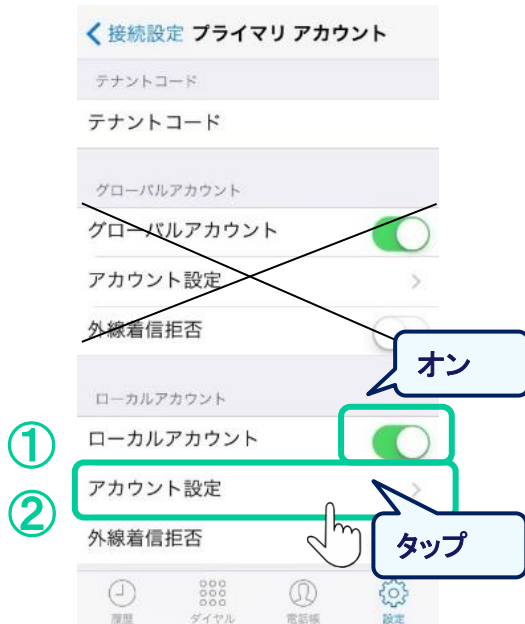 接続設定 プライマリ アカウント
テナントコード
テナントコード
グローバルアカウント
グローバルアカウント
アカウント設定
外線着信拒否
オン
ローカルアカウント
① ローカルアカウント
② アカウント設定
外線着信拒否
タップ
履歴 ダイヤル 電話帳 設定